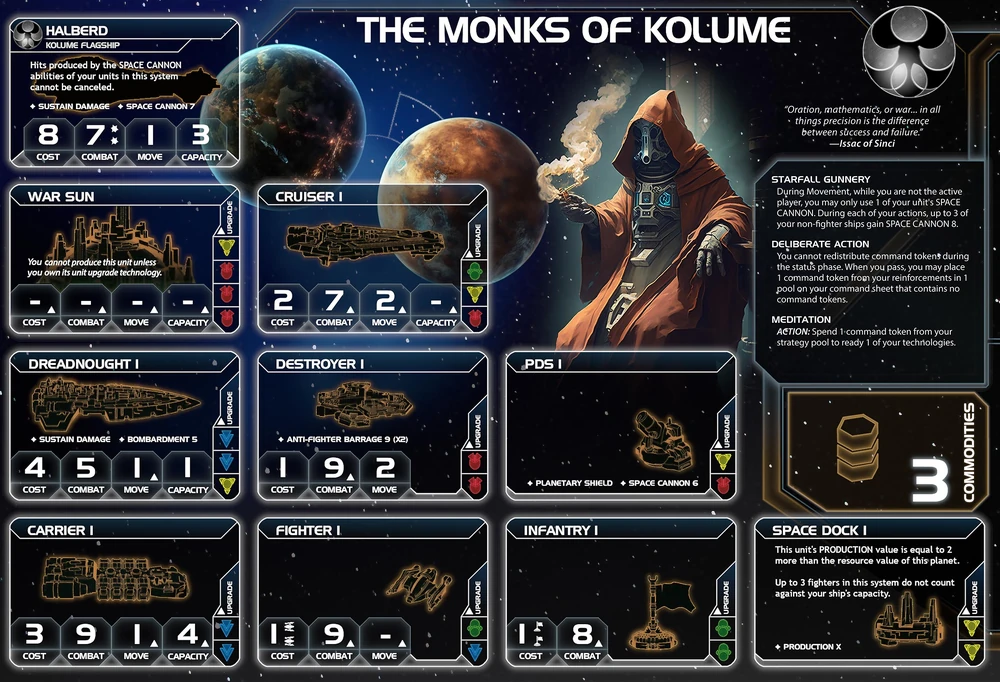 THE MONKS OF KOLUME
HALBERD
KOLUME FLAGSHIP
Hits produced by the SPACE CANNON
abilities of your units in this system
cannot be canceled.
SUSTAIN DAMAGE SPACE CANNON 7
8 7 1 3
COST COMBAT MOVE CAPACITY
"Oration, mathematics, or war... in all
things precision is the difference
between success and failure."
—Issac of Sinci
STARFALL GUNNERY
During Movement, while you are not the active
player, you may only use 1 of your unit's SPACE
CANNON. During each of your actions, up to 3 of
your non-fighter ships gain SPACE CANNON 8.
DELIBERATE ACTION
You cannot redistribute command tokens during
the status phase. When you pass, you may place
1 command token from your reinforcements in 1
pool on your command sheet that contains no
command tokens.
MEDITATION
ACTION: Spend 1 command token from your
strategy pool to ready 1 of your technologies.
WAR SUN
You cannot produce this unit unless
you own its unit upgrade technology.
UPGRADE
- - - -
COST COMBAT MOVE CAPACITY
CRUISER I
UPGRADE
2 7 2 -
COST COMBAT MOVE CAPACITY
DREADNOUGHT I
UPGRADE
SUSTAIN DAMAGE BOMBARDMENT 5
4 5 1 1
COST COMBAT MOVE CAPACITY
DESTROYER I
UPGRADE
ANTI-FIGHTER BARRAGE 9 (X2)
1 9 2
COST COMBAT MOVE
PDS I
UPGRADE
PLANETARY SHIELD SPACE CANNON 6
3
COMMODITIES
CARRIER I
UPGRADE
3 9 1 4
COST COMBAT MOVE CAPACITY
FIGHTER I
UPGRADE
1 9 -
COST COMBAT MOVE
INFANTRY I
UPGRADE
1 8
COST COMBAT
SPACE DOCK I
This unit's PRODUCTION value is equal to 2
more than the resource value of this planet.
Up to 3 fighters in this system do not count
against your ship's capacity.
UPGRADE
PRODUCTION X